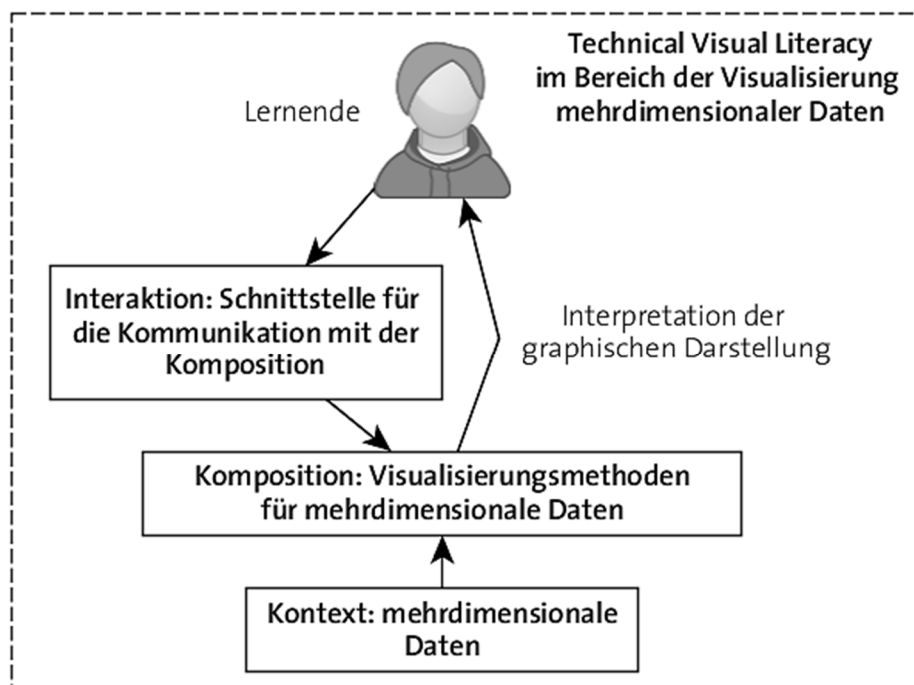 Technical Visual Literacy
im Bereich der Visualisierung
mehrdimensionaler Daten
Lernende
Interaktion: Schnittstelle für
die Kommunikation mit der
Komposition
Interpretation der
graphischen Darstellung
Komposition: Visualisierungsmethoden
für mehrdimensionale Daten
Kontext: mehrdimensionale
Daten